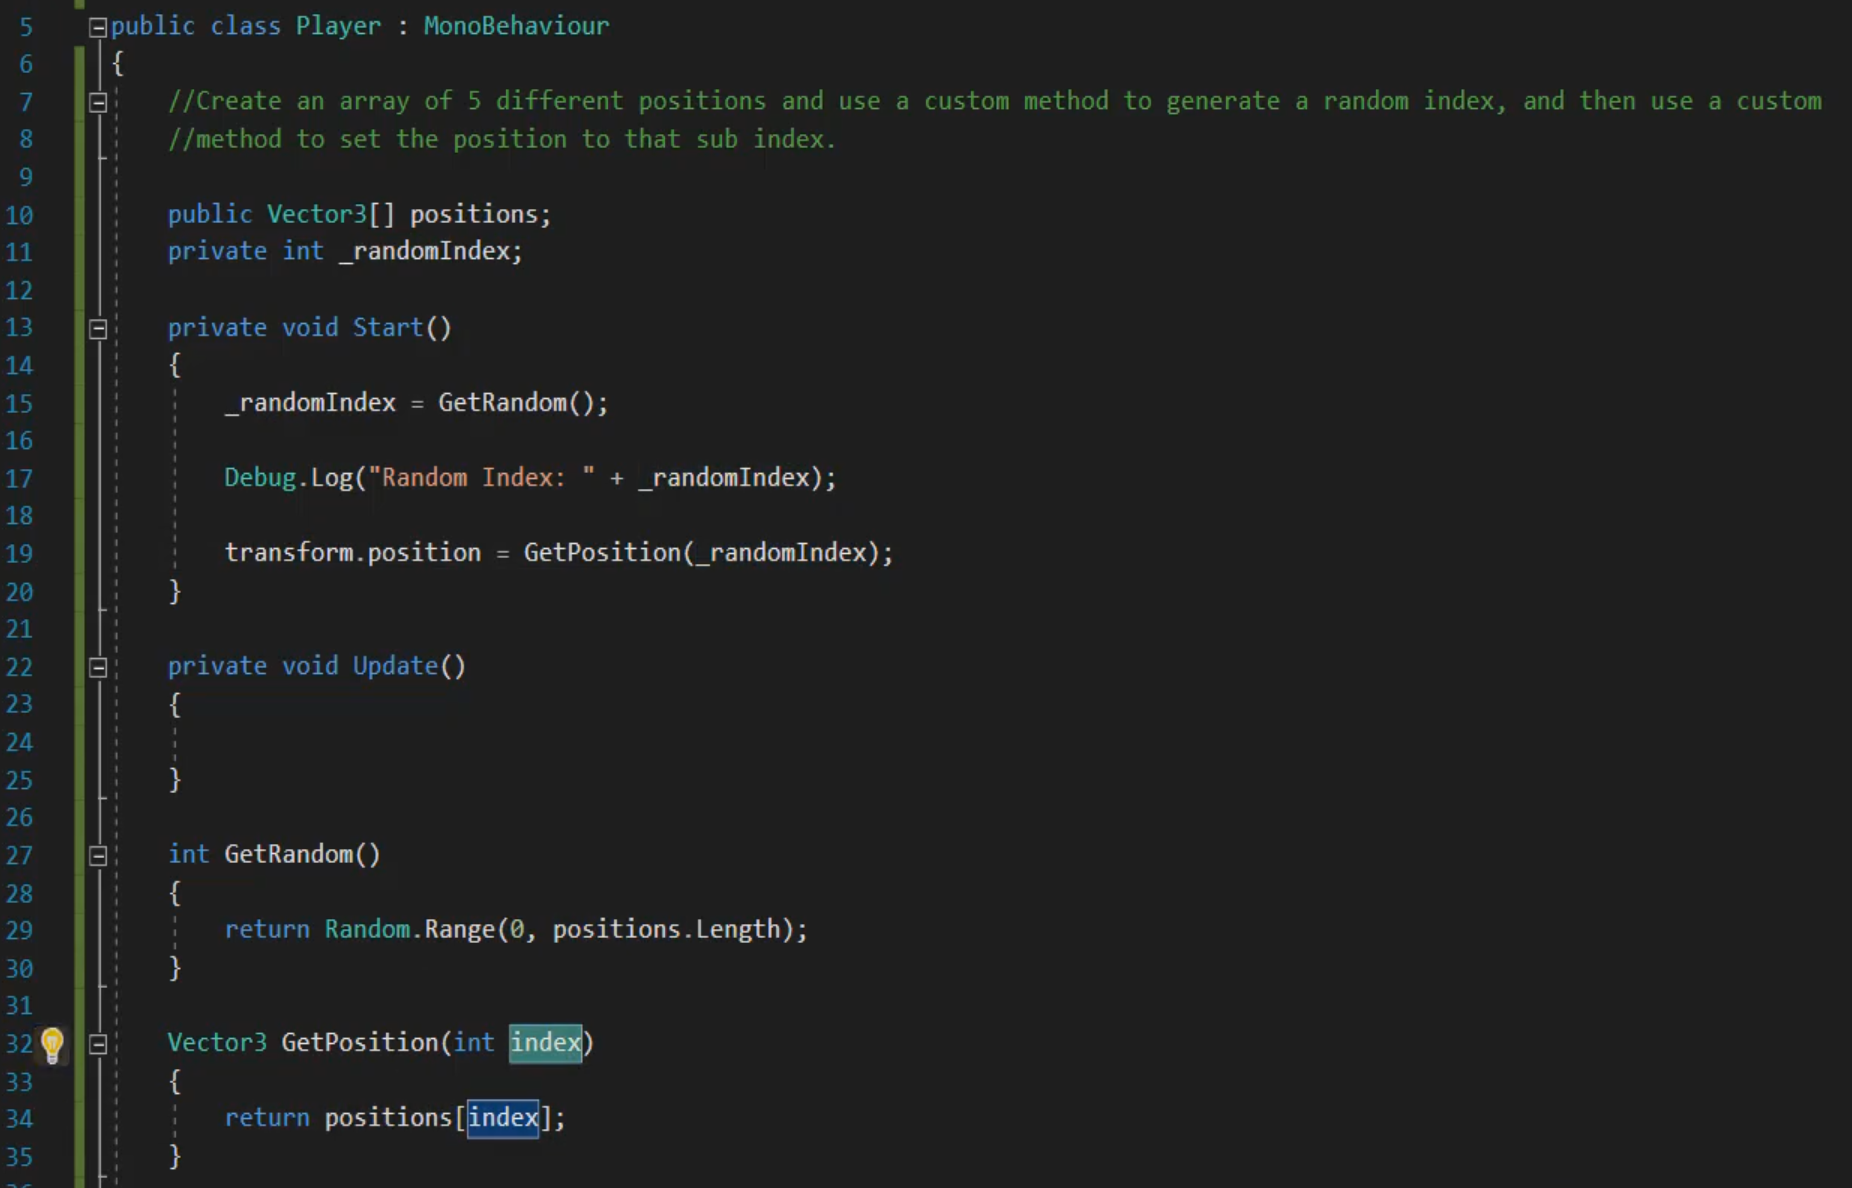 5 public class Player : MonoBehaviour
6 {
7 //Create an array of 5 different positions and use a custom method to generate a random index, and then use a custom
8 //method to set the position to that sub index.
9
10 public Vector3[] positions;
11 private int _randomIndex;
12
13 private void Start()
14 {
15 _randomIndex = GetRandom();
16
17 Debug.Log("Random Index: " + _randomIndex);
18
19 transform.position = GetPosition(_randomIndex);
20 }
21
22 private void Update()
23 {
24
25 }
26
27 int GetRandom()
28 {
29 return Random.Range(0, positions.Length);
30 }
31
32 Vector3 GetPosition(int index)
33 {
34 return positions[index];
35 }